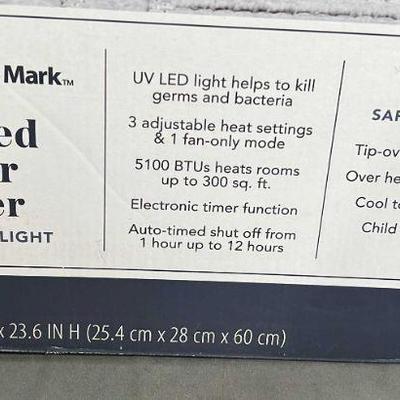 Mark™
ed
r
er
LIGHT
UV LED light helps to kill
germs and bacteria
3 adjustable heat settings
& 1 fan-only mode
5100 BTUs heats rooms
up to 300 sq. ft.
Electronic timer function
Auto-timed shut off from
1 hour up to 12 hours
SAF
Tip-ov
Over he
Cool to
Child
x 23.6 IN H (25.4 cm x 28 cm x 60 cm)